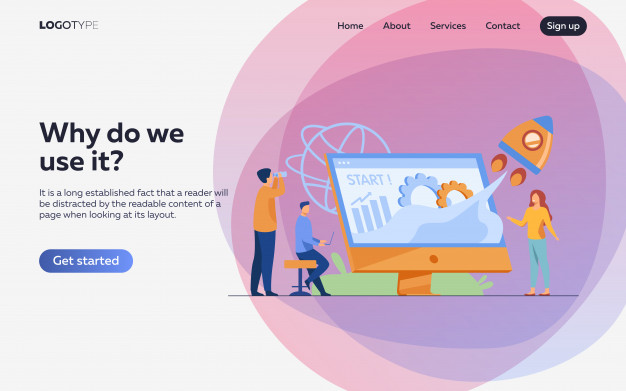 LOGOTYPE
Home About Services Contact Sign up
Why do we
use it?
It is a long established fact that a reader will
be distracted by the readable content of a
page when looking at its layout.
Get started
START !